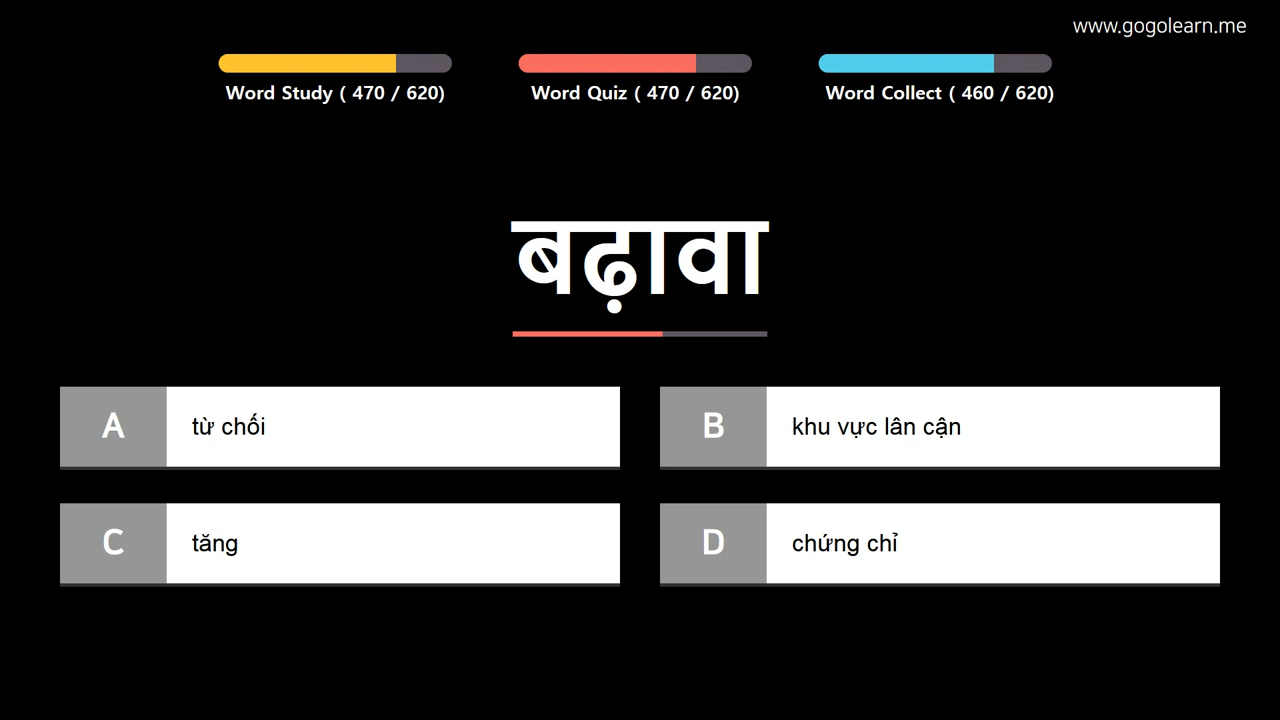 www.gogolearn.me
Word Study ( 470 / 620)
Word Quiz ( 470 / 620)
Word Collect ( 460 / 620)
बढ़ावा
A
từ chối
B
khu vực lân cận
C
tăng
D
chứng chỉ